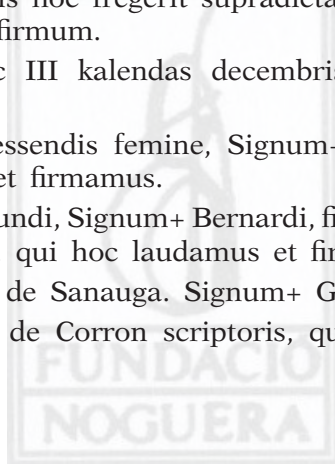 is hoc fregerit supradicta
firmum.
c III kalendas decembris
essendis femine, Signum+
et firmamus.
undi, Signum+ Bernardi, fi
qui hoc laudamus et fir
de Sanauga. Signum+ G
de Corron scriptoris, qu
FUNDACIÓ
NOGUERA